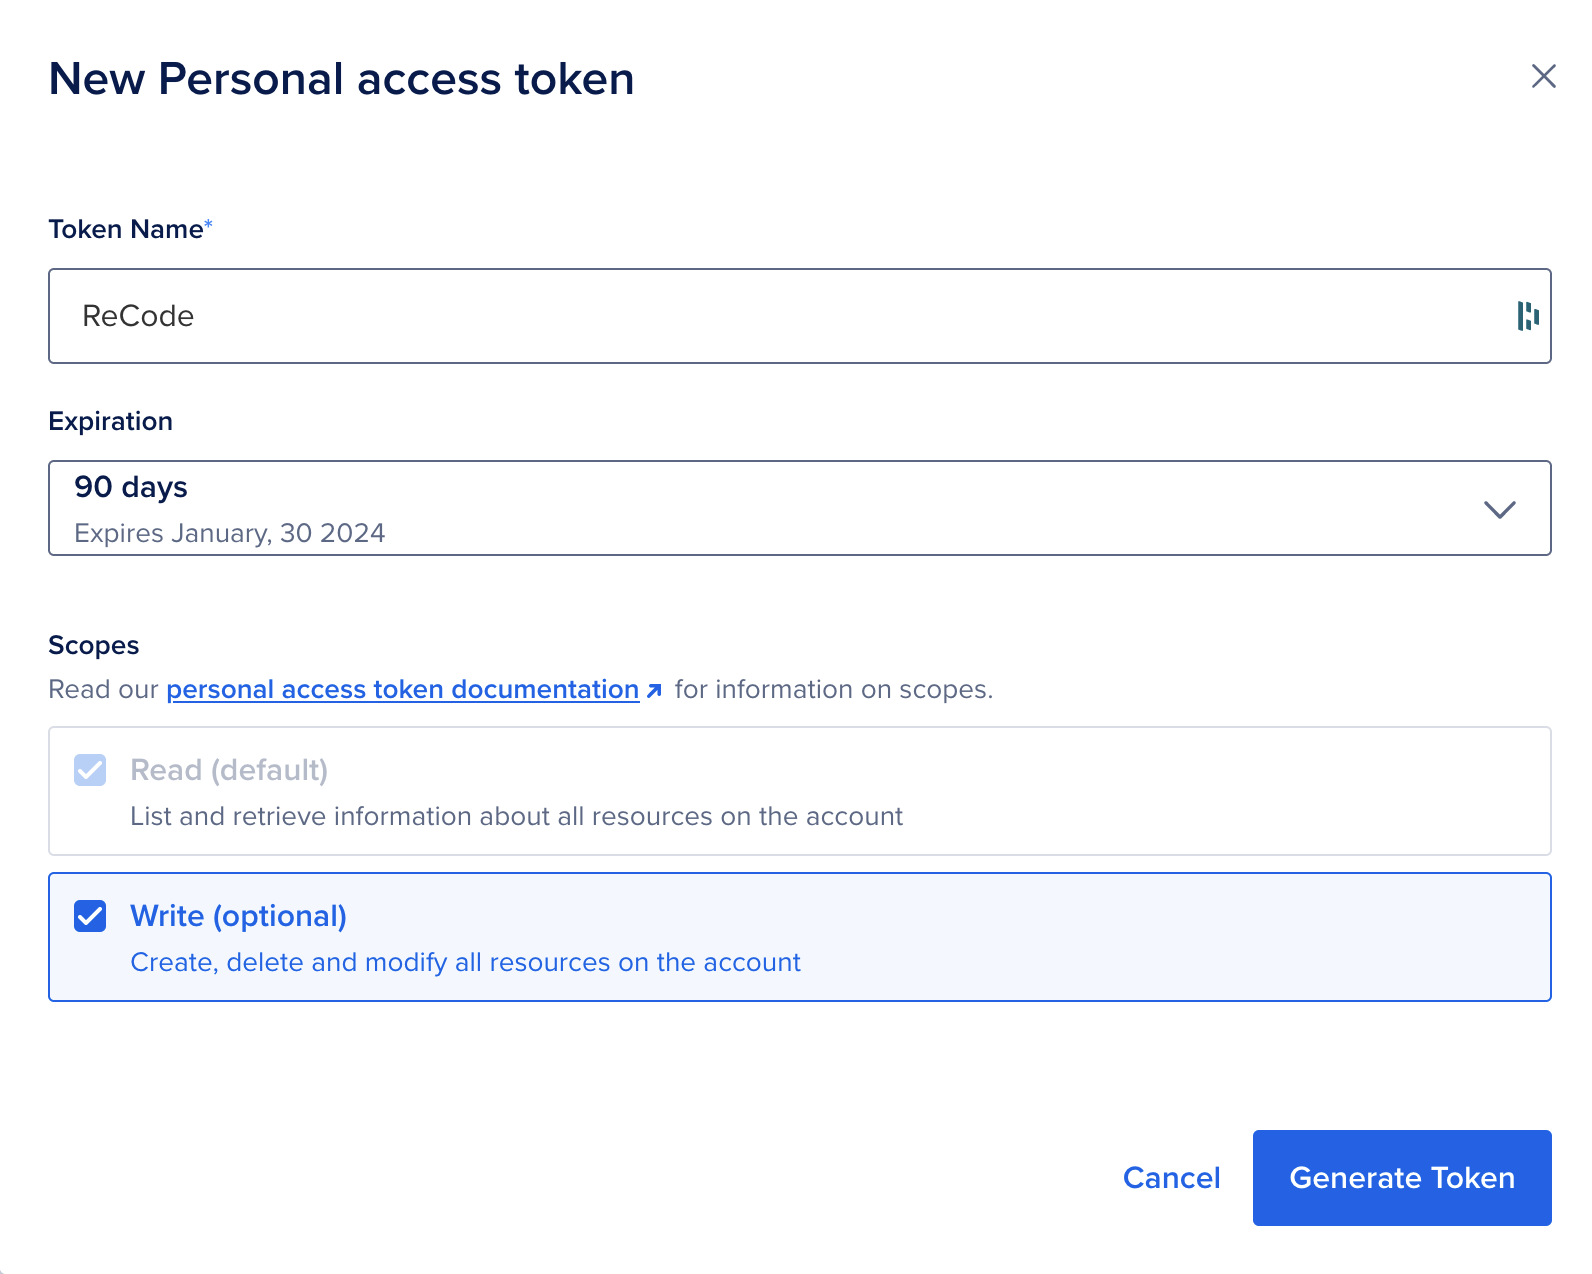 New Personal access token
Token Name*
ReCode
Expiration
90 days
Expires January, 30 2024
Scopes
Read our personal access token documentation for information on scopes.
Read (default)
List and retrieve information about all resources on the account
Write (optional)
Create, delete and modify all resources on the account
Cancel
Generate Token